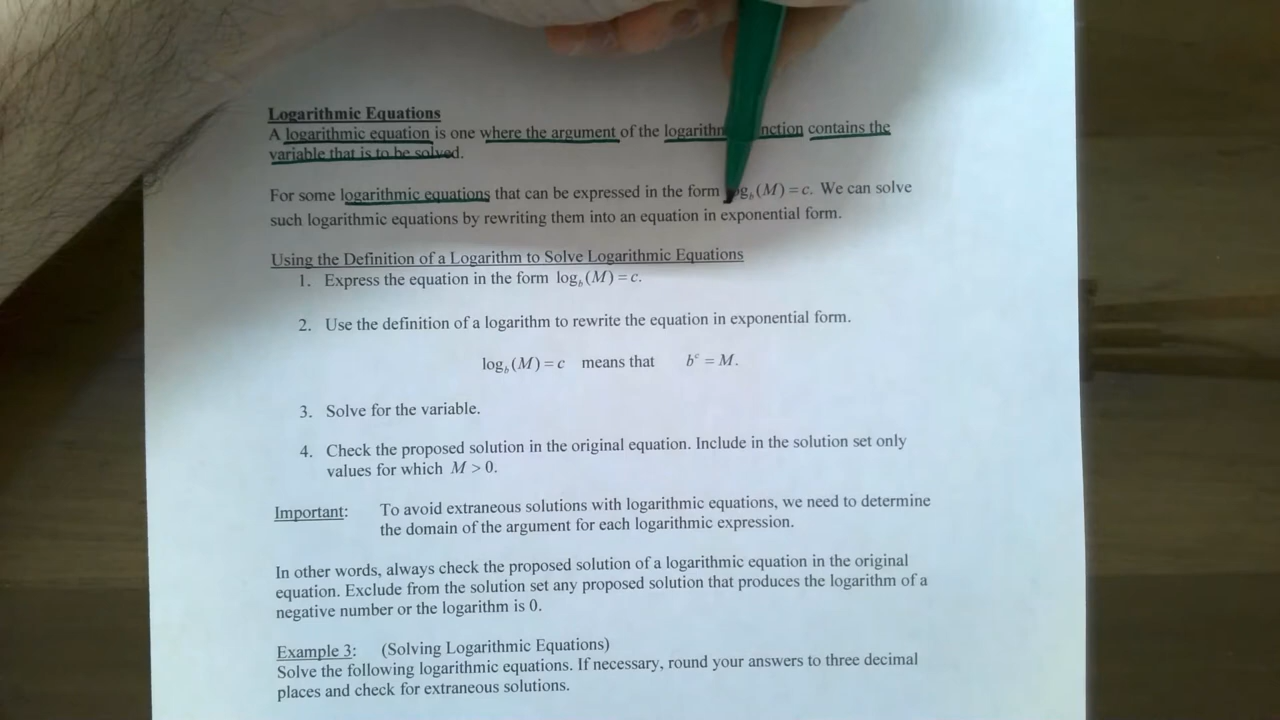 Logarithmic Equations
A logarithmic equation is one where the argument of the contains the
variable that is to be solved.
For some logarithmic equations that can be expressed in the form (M) = c. We can solve
such logarithmic equations by rewriting them into an equation in exponential form.
Using the Definition of a Logarithm to Solve Logarithmic Equations
1. Express the equation in the form log_b(M) = c.
2. Use the definition of a logarithm to rewrite the equation in exponential form.
log_b(M) = c means that b^c = M.
3. Solve for the variable.
4. Check the proposed solution in the original equation. Include in the solution set only
values for which M > 0.
Important: To avoid extraneous solutions with logarithmic equations, we need to determine
the domain of the argument for each logarithmic expression.
In other words, always check the proposed solution of a logarithmic equation in the original
equation. Exclude from the solution set any proposed solution that produces the logarithm of a
negative number or the logarithm is 0.
Example 3: (Solving Logarithmic Equations)
Solve the following logarithmic equations. If necessary, round your answers to three decimal
places and check for extraneous solutions.